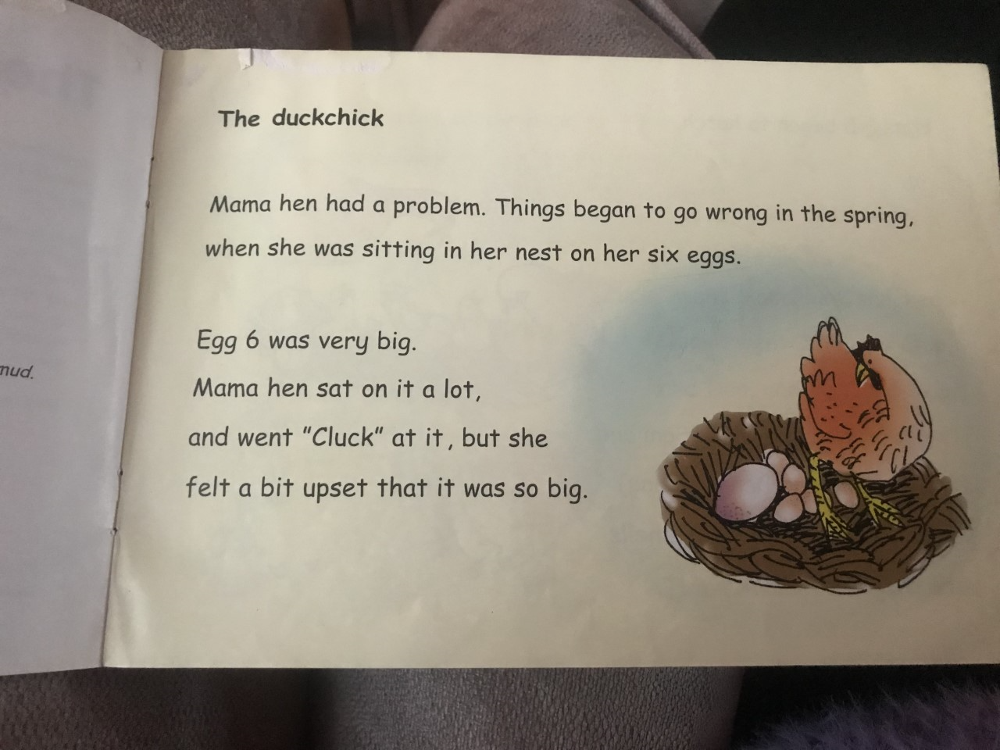 mud.
The duckchick
Mama hen had a problem. Things began to go wrong in the spring,
when she was sitting in her nest on her six eggs.
Egg 6 was very big.
Mama hen sat on it a lot,
and went "Cluck" at it, but she
felt a bit upset that it was so big.